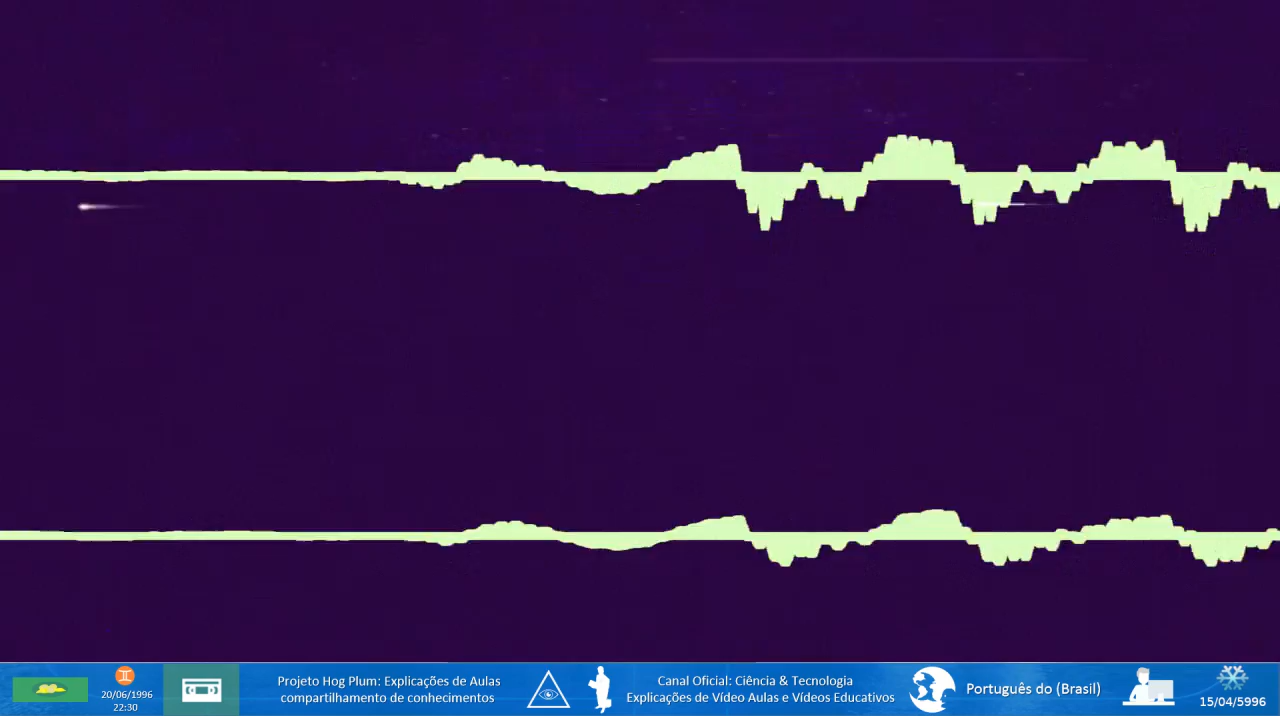 20/06/1996
22:30
Projeto Hog Plum: Explicações de Aulas
compartilhamento de conhecimentos
Canal Oficial: Ciência & Tecnologia
Explicações de Vídeo Aulas e Vídeos Educativos
Português do (Brasil)
15/04/5996